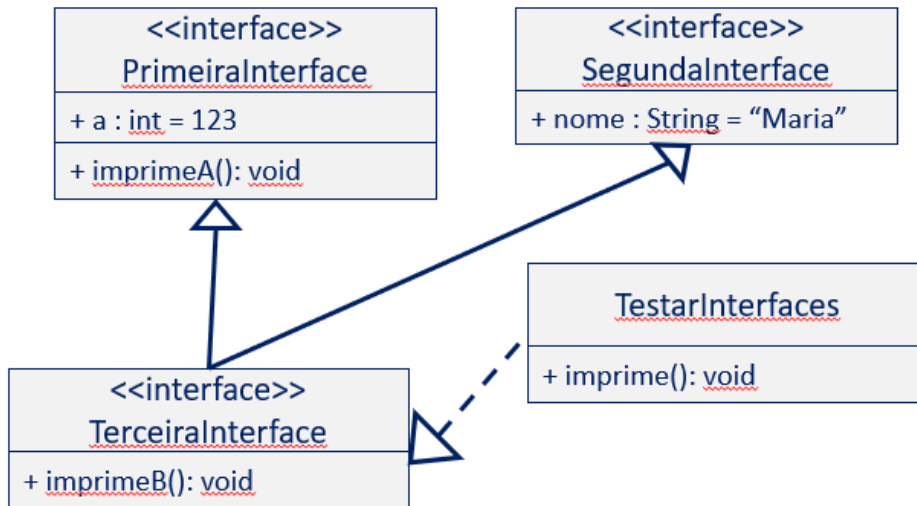 <<interface>>
PrimeiraInterface
+ a : int = 123
+ imprimeA(): void
<<interface>>
SegundaInterface
+ nome : String = “Maria”
TestarInterfaces
+ imprime(): void
<<interface>>
TerceiraInterface
+ imprimeB(): void